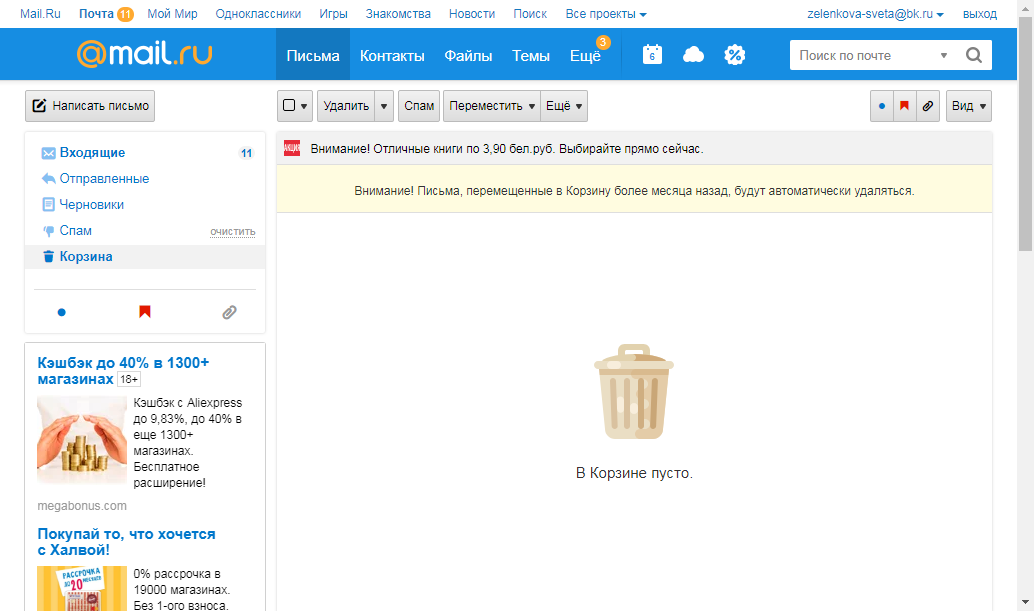 Mail.Ru Почта 11 Мой Мир Одноклассники Игры Знакомства Новости Поиск Все проекты zelenkova-sveta@bk.ru выход
@mail.ru Письма Контакты Файлы Темы Ещё 3 6 Поиск по почте
Написать письмо Удалить Спам Переместить Ещё Вид
Входящие 11
Отправленные
Черновики
Спам очистить
Корзина
АКЦИЯ Внимание! Отличные книги по 3,90 бел.руб. Выбирайте прямо сейчас.
Внимание! Письма, перемещенные в Корзину более месяца назад, будут автоматически удаляться.
В Корзине пусто.
Кэшбэк до 40% в 1300+
магазинах 18+
Кэшбэк с Aliexpress
до 9,83%, до 40% в
еще 1300+
магазинах.
Бесплатное
расширение!
megabonus.com
Покупай то, что хочется
с Халвой!
РАССРОЧКА
ДО 20 МЕСЯЦЕВ
0% рассрочка в
19000 магазинах.
Без 1-ого взноса.